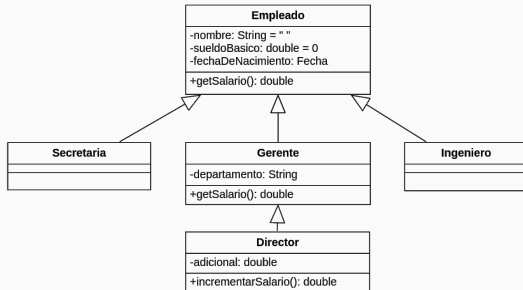 Empleado
-nombre: String = " "
-sueldoBasico: double = 0
-fechaDeNacimiento: Fecha
+getSalario(): double
Secretaria
Gerente
Ingeniero
-departamento: String
+getSalario(): double
Director
-adicional: double
+incrementarSalario(): double